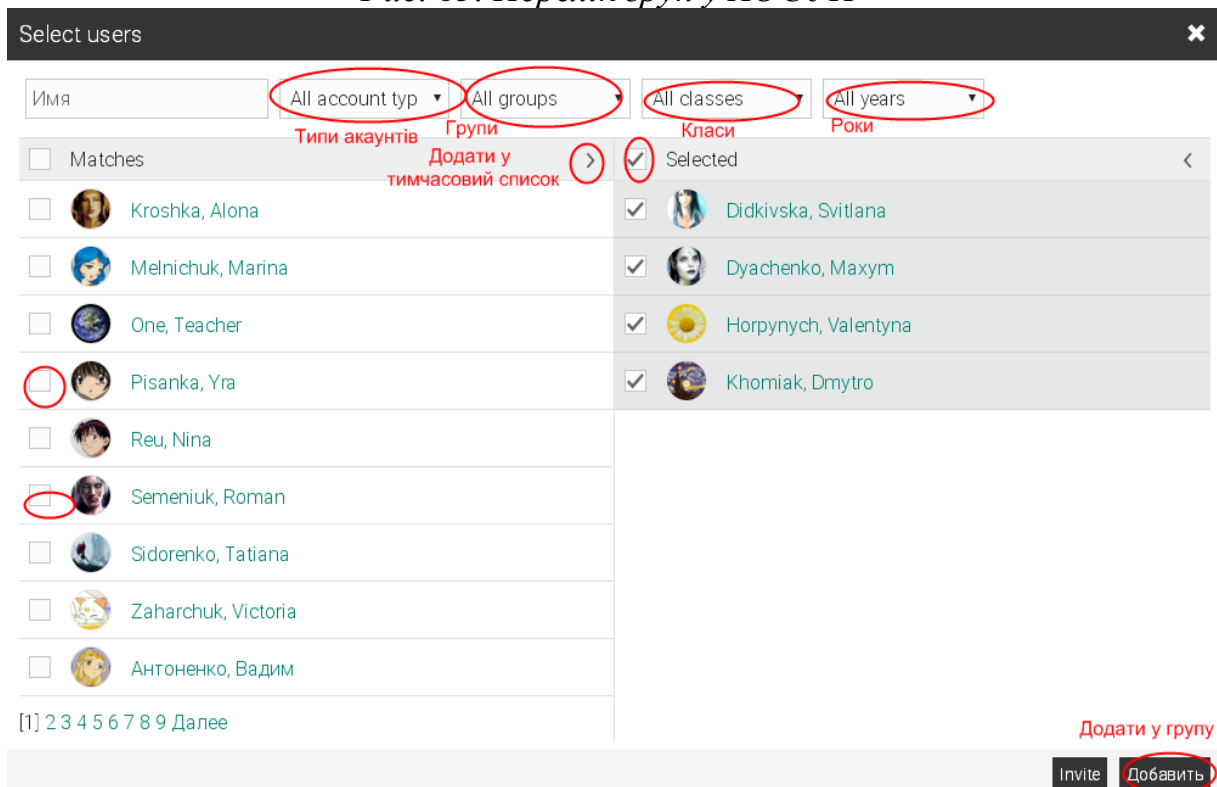 Select users
Имя All account typ All groups All classes All years
Типи акаунтів Групи Класи Роки
Matches Додати у тимчасовий список Selected
Kroshka, Alona Didkivska, Svitlana
Melnichuk, Marina Dyachenko, Maxym
One, Teacher Horpynych, Valentyna
Pisanka, Yra Khomiak, Dmytro
Reu, Nina
Semeniuk, Roman
Sidorenko, Tatiana
Zaharchuk, Victoria
Антоненко, Вадим
[1] 2 3 4 5 6 7 8 9 Далее
Додати у групу
Invite Добавить